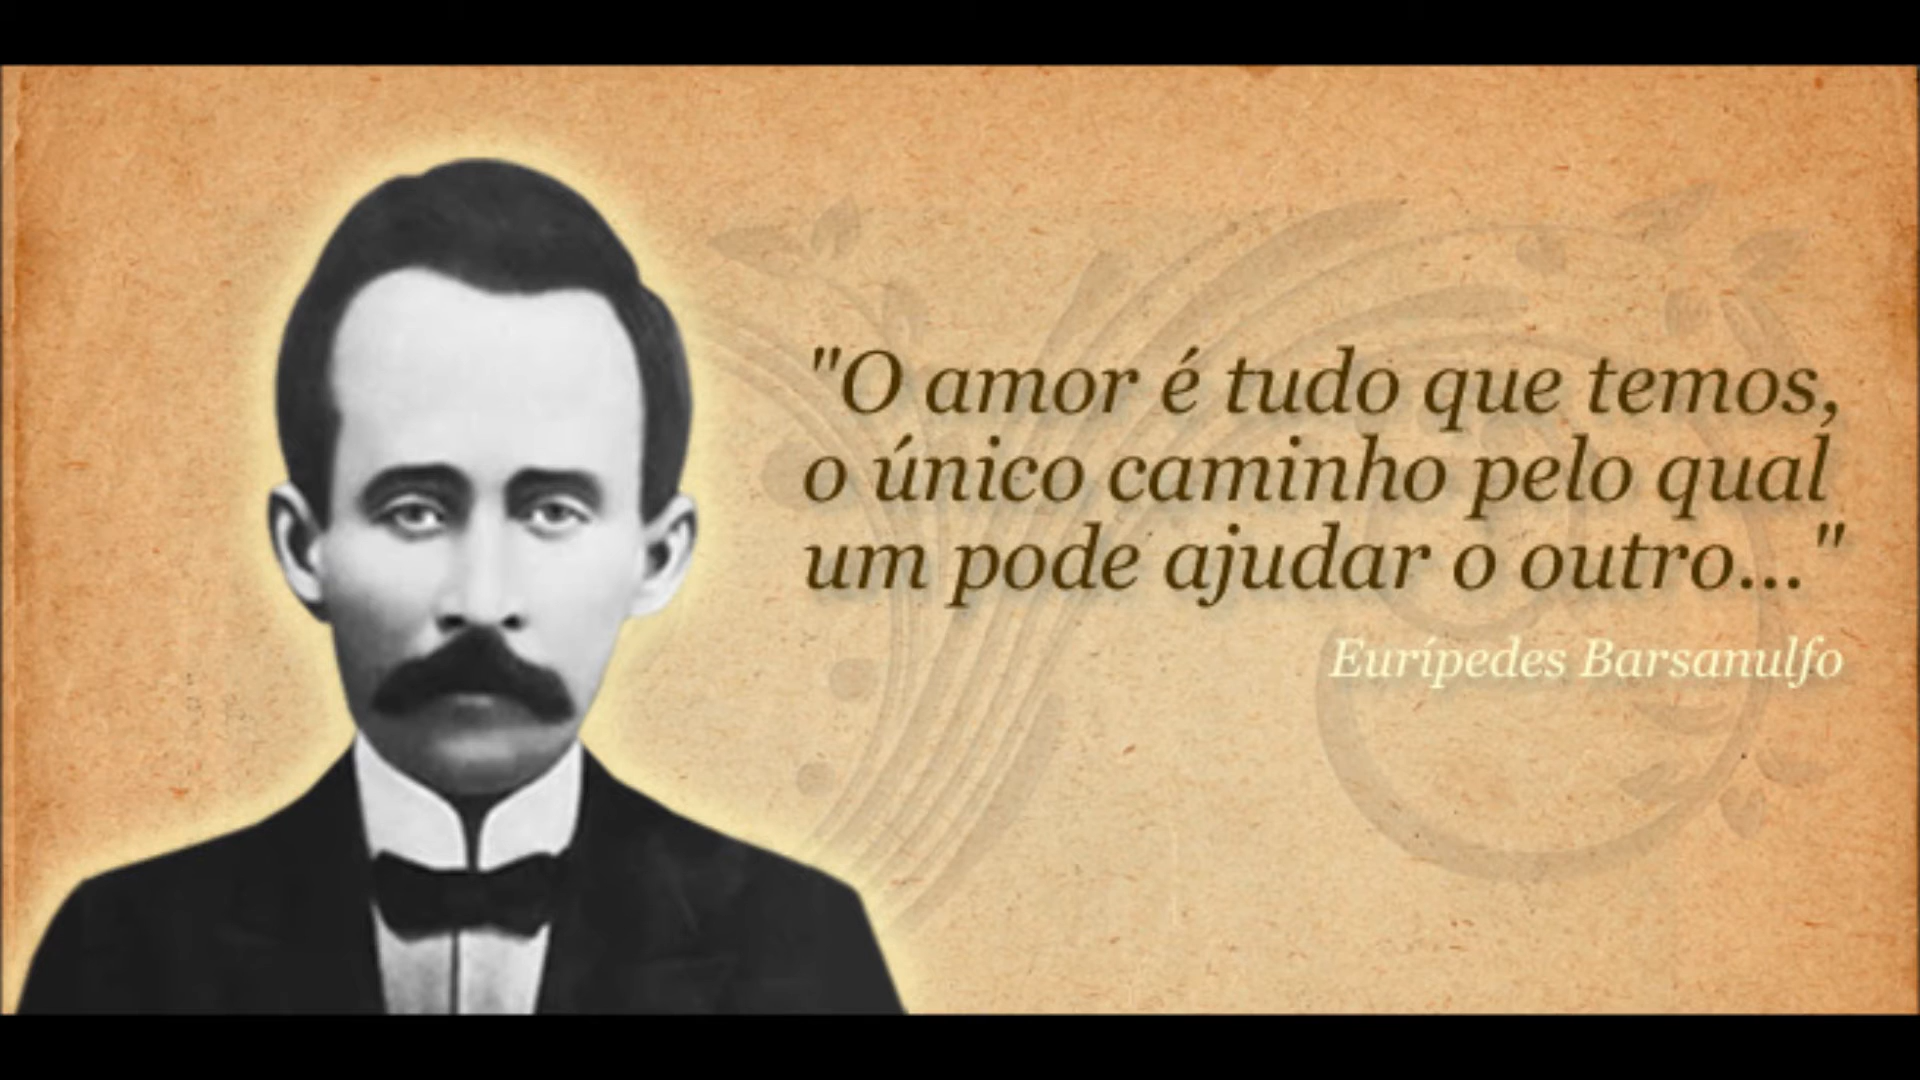 "O amor é tudo que temos,
o único caminho pelo qual
um pode ajudar o outro..."
Eurípedes Barsanulfo